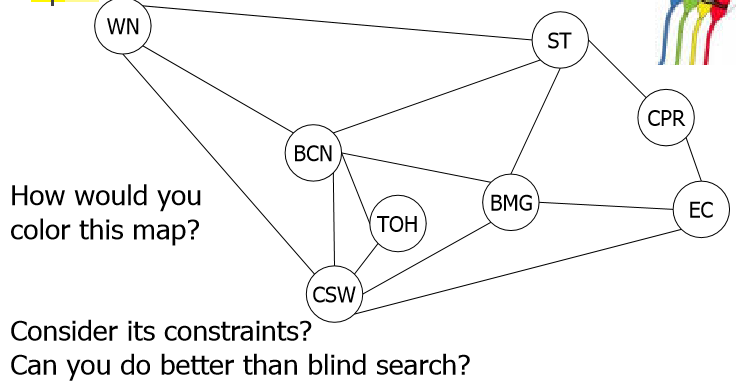 WN
ST
CPR
BCN
How would you
BMG
EC
color this map?
TOH
CSW
Consider its constraints?
Can you do better than blind search?